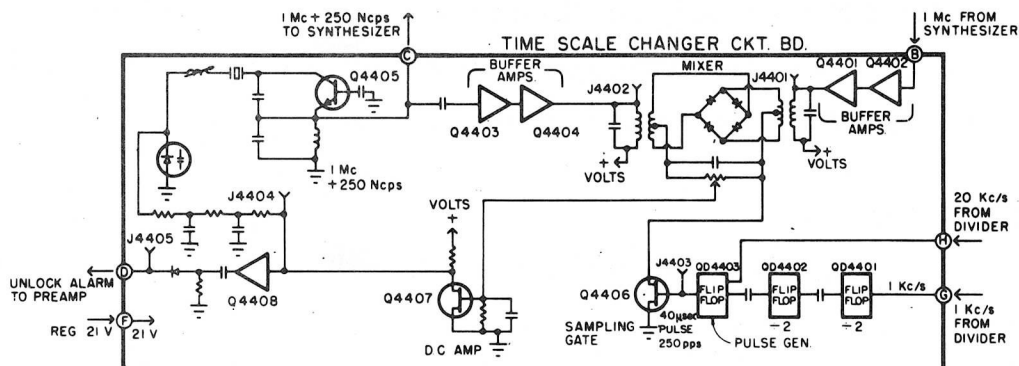 1 Mc + 250 Ncps
TO SYNTHESIZER
1 Mc FROM
SYNTHESIZER
C
TIME SCALE CHANGER CKT. BD.
B
BUFFER
AMPS.
MIXER
Q4405
J4402
J4401
Q4401
Q4402
Q4403
Q4404
BUFFER
AMPS.
+
VOLTS
+
VOLTS
1 Mc
+250 Ncps
J4404
VOLTS
+
20 Kc/s
FROM
DIVIDER
J4405
H
D
UNLOCK ALARM
TO PREAMP
Q4408
Q4407
J4403
QD4403
QD4402
QD4401
Q4406
FLIP
FLOP
FLIP
FLOP
FLIP
FLOP
1 Kc/s
G
F
REG 21 V
21 V
40μsec
PULSE
250 pps
÷2
÷2
1 Kc/s
FROM
DIVIDER
SAMPLING
GATE
PULSE GEN.
DC AMP